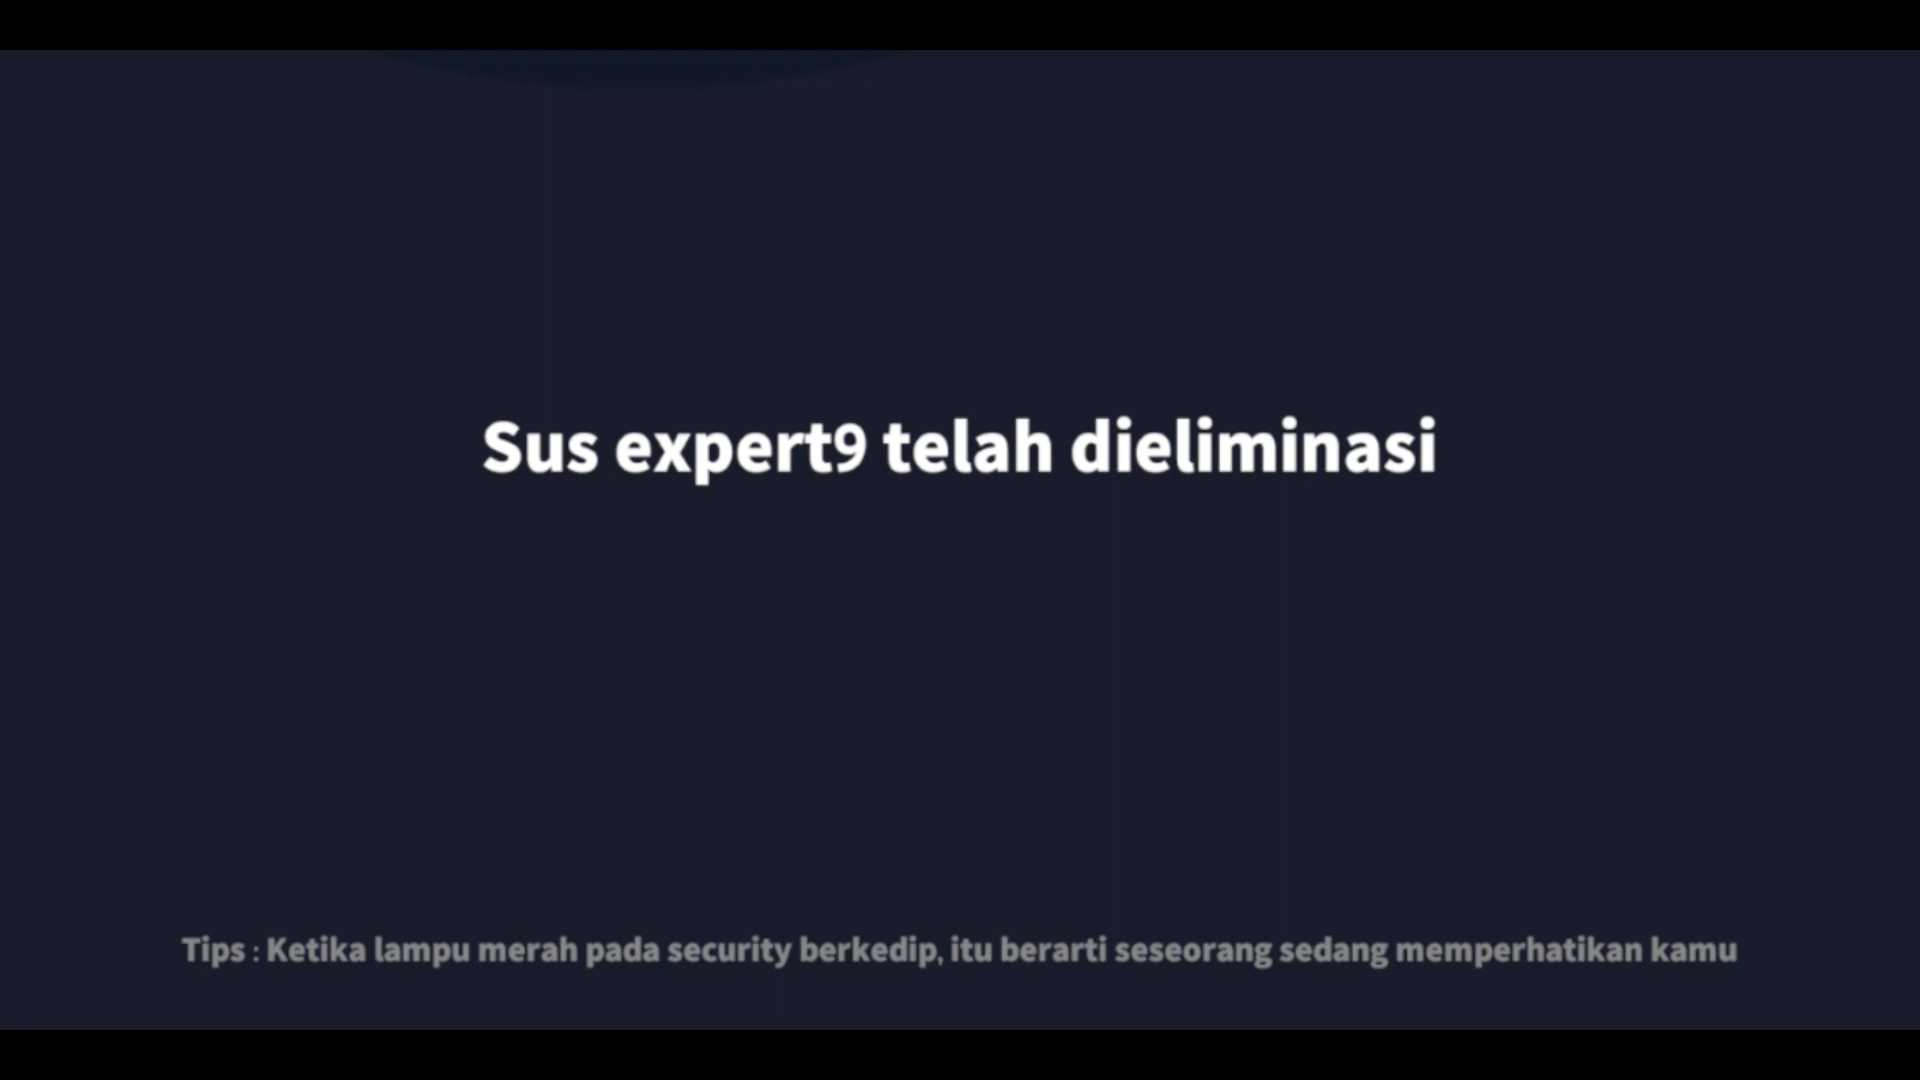 Sus expert9 telah dieliminasi
Tips : Ketika lampu merah pada security berkedip, itu berarti seseorang sedang memperhatikan kamu